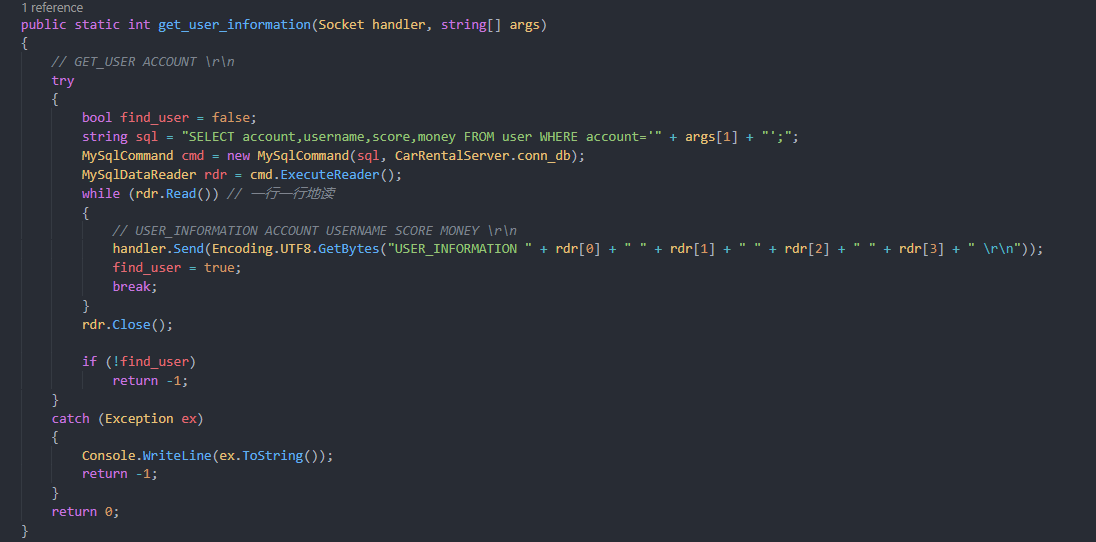 1 reference
public static int get_user_information(Socket handler, string[] args)
{
    // GET_USER ACCOUNT \r\n
    try
    {
        bool find_user = false;
        string sql = "SELECT account,username,score,money FROM user WHERE account='" + args[1] + "';";
        MySqlCommand cmd = new MySqlCommand(sql, CarRentalServer.conn_db);
        MySqlDataReader rdr = cmd.ExecuteReader();
        while (rdr.Read()) // 一行一行地读
        {
            // USER_INFORMATION ACCOUNT USERNAME SCORE MONEY \r\n
            handler.Send(Encoding.UTF8.GetBytes("USER_INFORMATION " + rdr[0] + " " + rdr[1] + " " + rdr[2] + " " + rdr[3] + " \r\n"));
            find_user = true;
            break;
        }
        rdr.Close();

        if (!find_user)
            return -1;
    }
    catch (Exception ex)
    {
        Console.WriteLine(ex.ToString());
        return -1;
    }
    return 0;
}